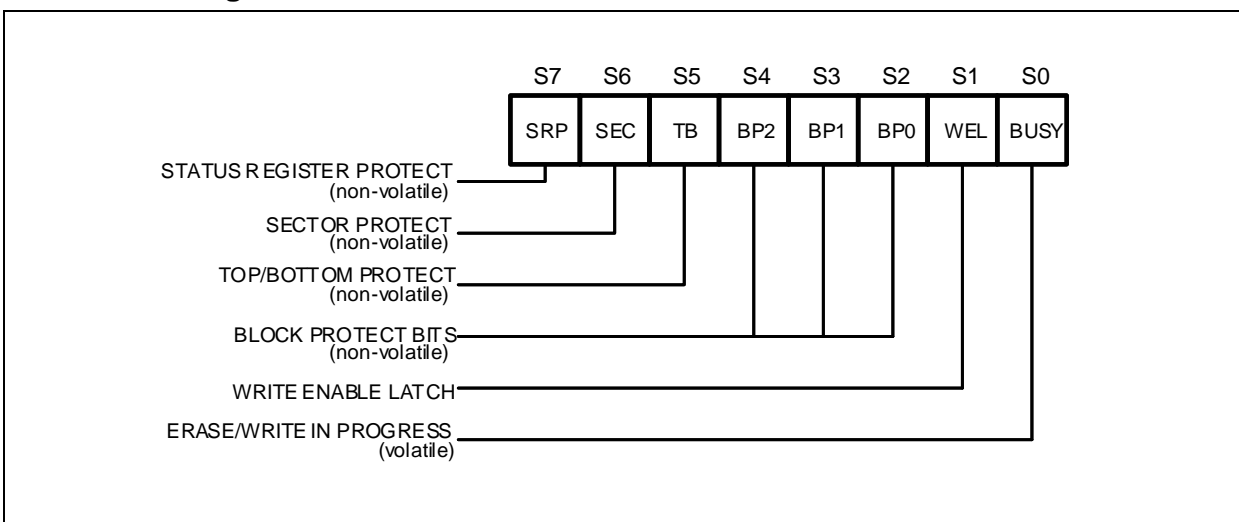 S7 S6 S5 S4 S3 S2 S1 S0
SRP SEC TB BP2 BP1 BP0 WEL BUSY
STATUS REGISTER PROTECT
(non-volatile)
SECTOR PROTECT
(non-volatile)
TOP/BOTTOM PROTECT
(non-volatile)
BLOCK PROTECT BITS
(non-volatile)
WRITE ENABLE LATCH
ERASE/WRITE IN PROGRESS
(volatile)